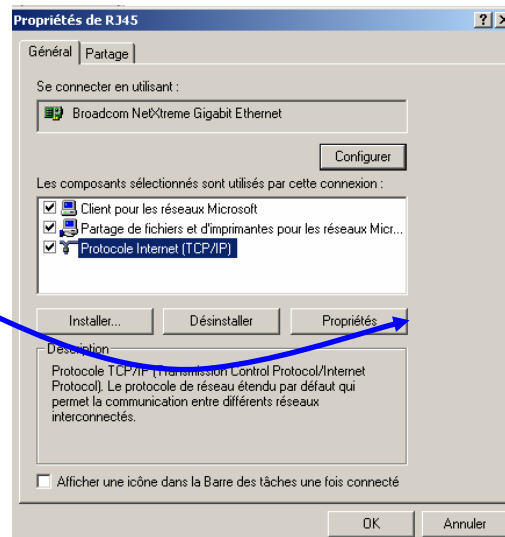 Propriétés de RJ45
Général
Partage
Se connecter en utilisant :
Broadcom NetXtreme Gigabit Ethernet
Configurer
Les composants sélectionnés sont utilisés par cette connexion :
Client pour les réseaux Microsoft
Partage de fichiers et d'imprimantes pour les réseaux Micr...
Protocole Internet (TCP/IP)
Installer...
Désinstaller
Propriétés
Description
Protocole TCP/IP (Transmission Control Protocol/Internet
Protocol). Le protocole de réseau étendu par défaut qui
permet la communication entre différents réseaux
interconnectés.
Afficher une icône dans la Barre des tâches une fois connecté
OK
Annuler